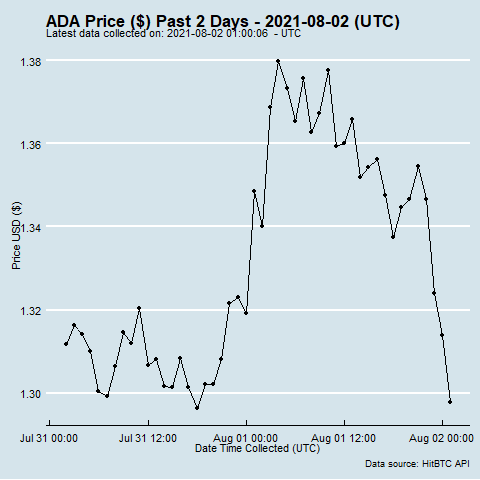 ADA Price ($) Past 2 Days - 2021-08-02 (UTC)
Latest data collected on: 2021-08-02 01:00:06  - UTC
1.38
1.36
1.34
1.32
1.30
Price USD ($)
Jul 31 00:00 Jul 31 12:00 Aug 01 00:00 Aug 01 12:00 Aug 02 00:00
Date Time Collected (UTC)
Data source: HitBTC API